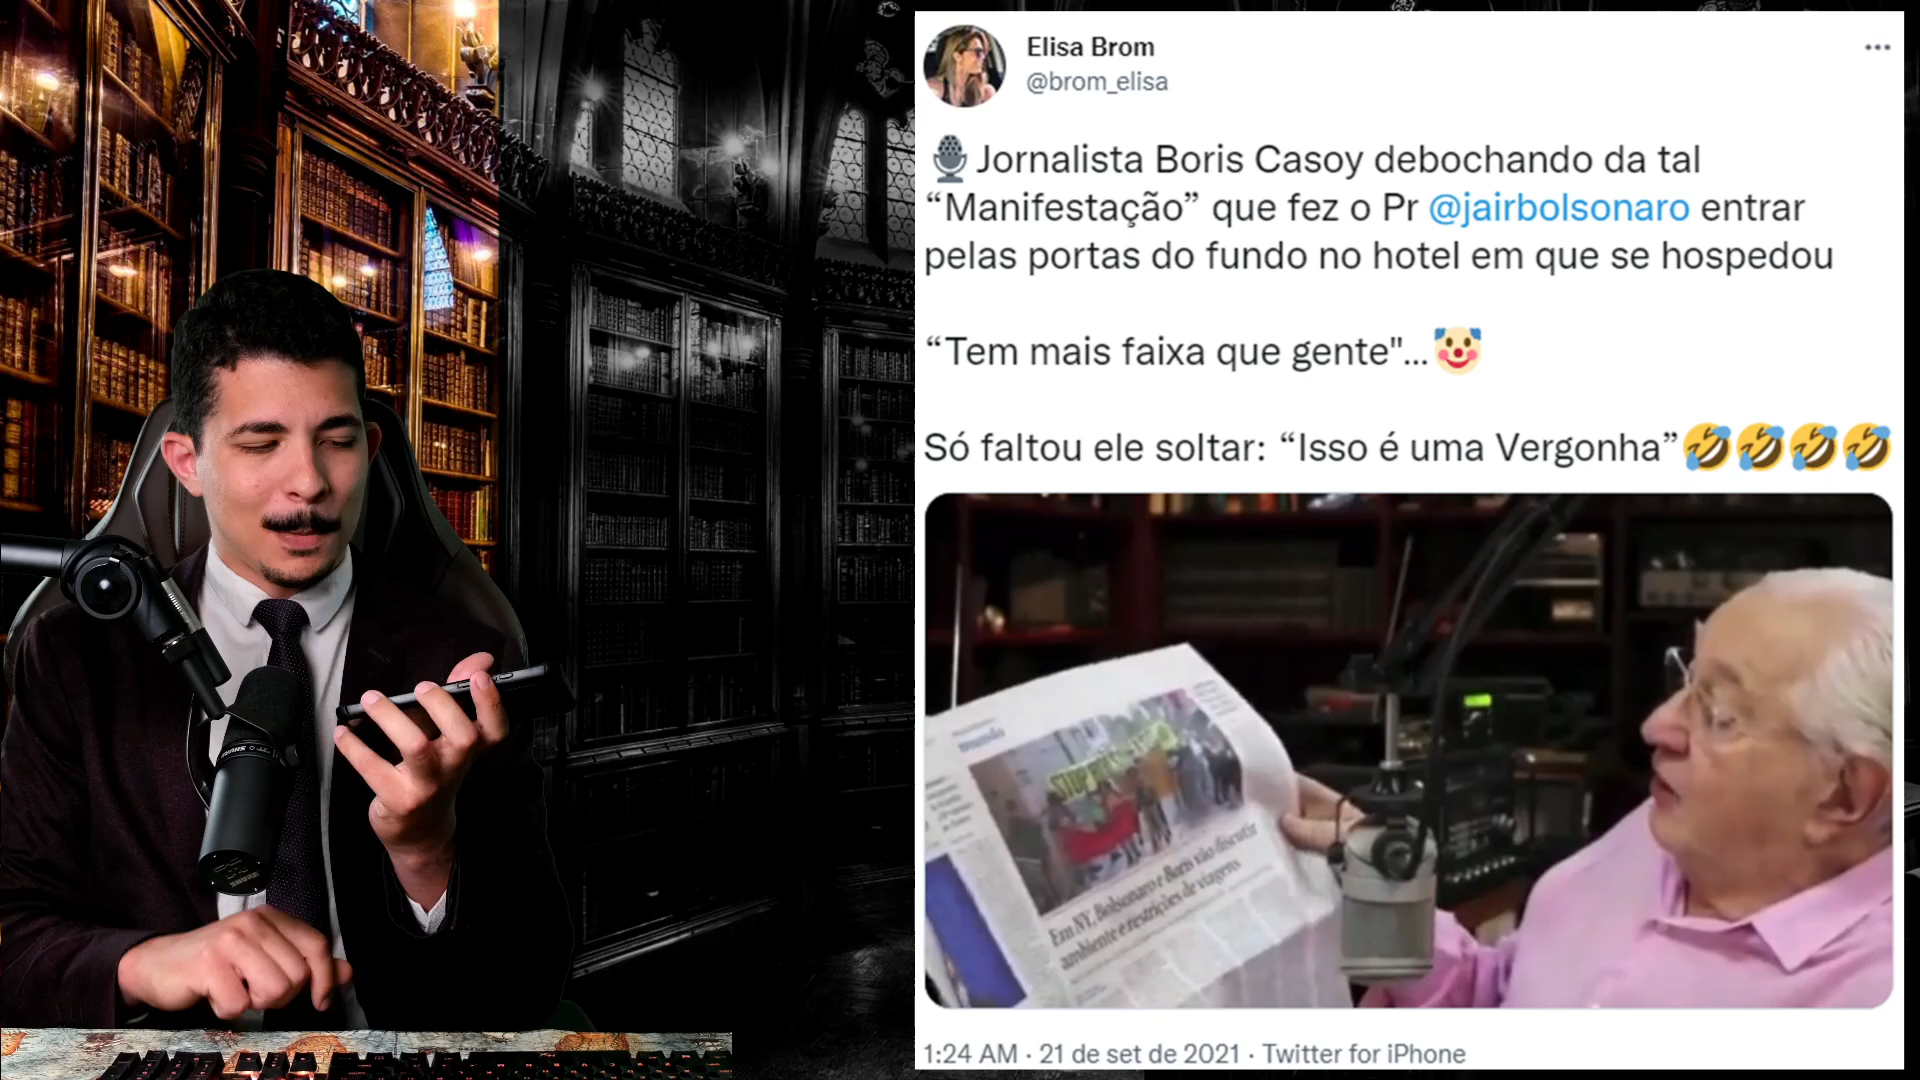 Elisa Brom
@brom_elisa
Jornalista Boris Casoy debochando da tal
“Manifestação” que fez o Pr @jairbolsonaro entrar
pelas portas do fundo no hotel em que se hospedou
“Tem mais faixa que gente"...
Só faltou ele soltar: “Isso é uma Vergonha”
mundo
Em NY, Bolsonaro e Boris vão discutir
ambiente e restrições de viagens
1:24 AM · 21 de set de 2021 · Twitter for iPhone
SHURE
SHURE